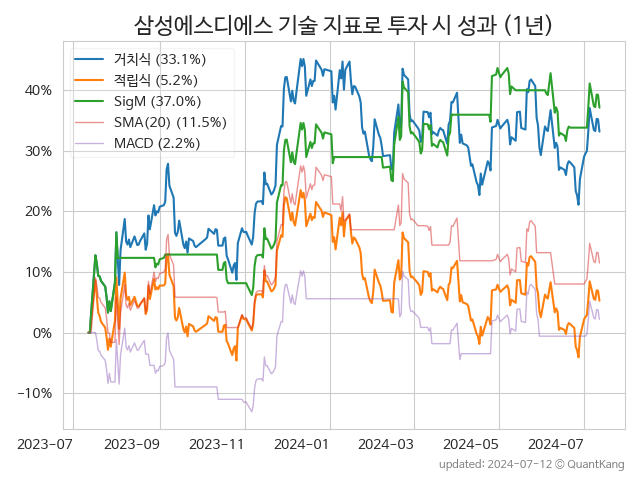 삼성에스디에스 기술 지표로 투자 시 성과 (1년)
거치식 (33.1%)
적립식 (5.2%)
SigM (37.0%)
SMA(20) (11.5%)
MACD (2.2%)
40%
30%
20%
10%
0%
−10%
2023−07 2023−09 2023−11 2024−01 2024−03 2024−05 2024−07
updated: 2024-07-12 © QuantKang